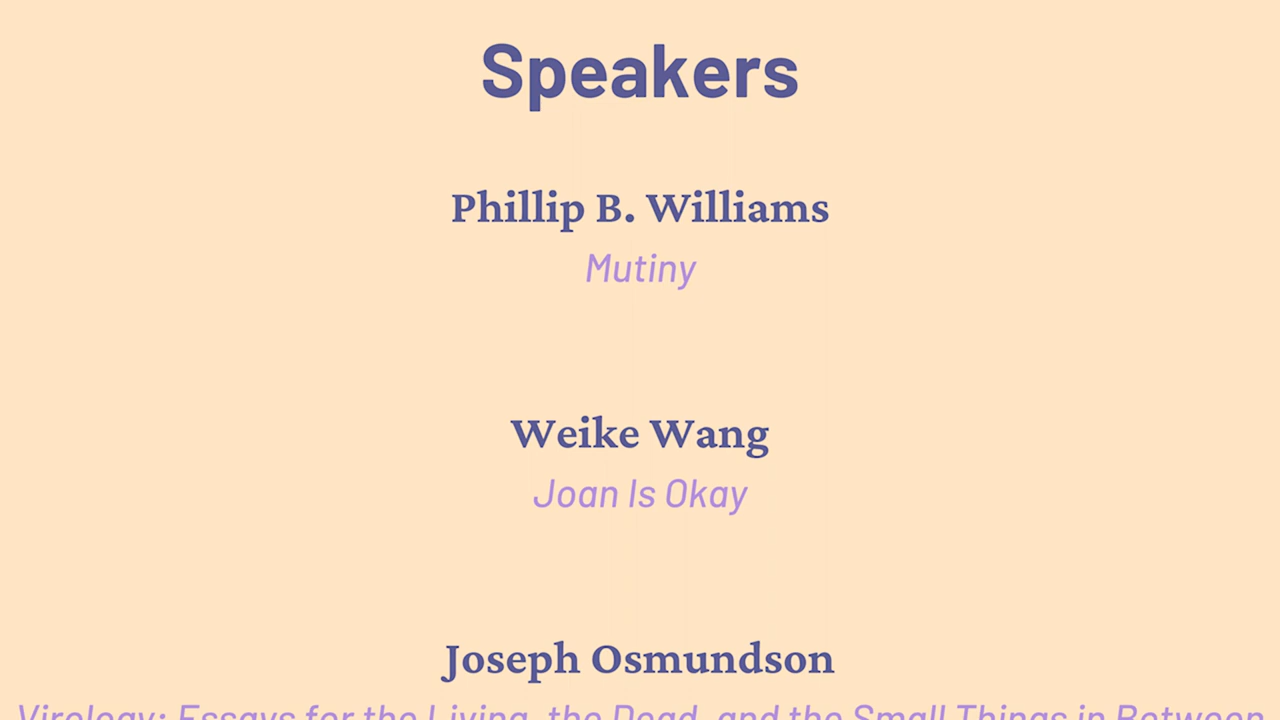 Speakers
Phillip B. Williams
Mutiny
Weike Wang
Joan Is Okay
Joseph Osmundson
Virology: Essays for the Living, the Dead, and the Small Things in Between